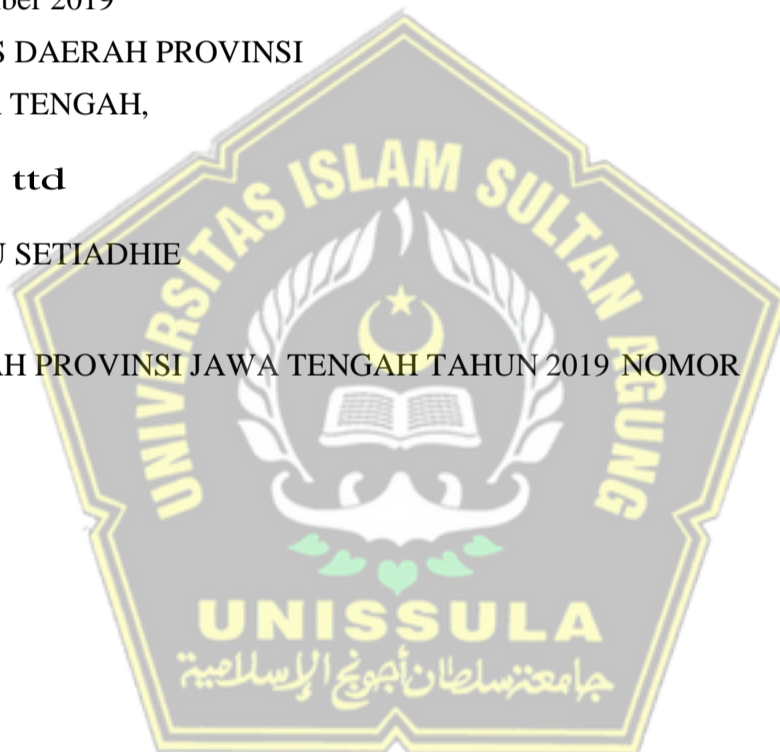 ber 2019
S DAERAH PROVINSI
TENGAH,
ttd
SETIADHIE
AH PROVINSI JAWA TENGAH TAHUN 2019 NOMOR
UNIVERSITAS ISLAM SULTAN AGUNG
UNISSULA
جامعة سلطان أجونج الإسلامية